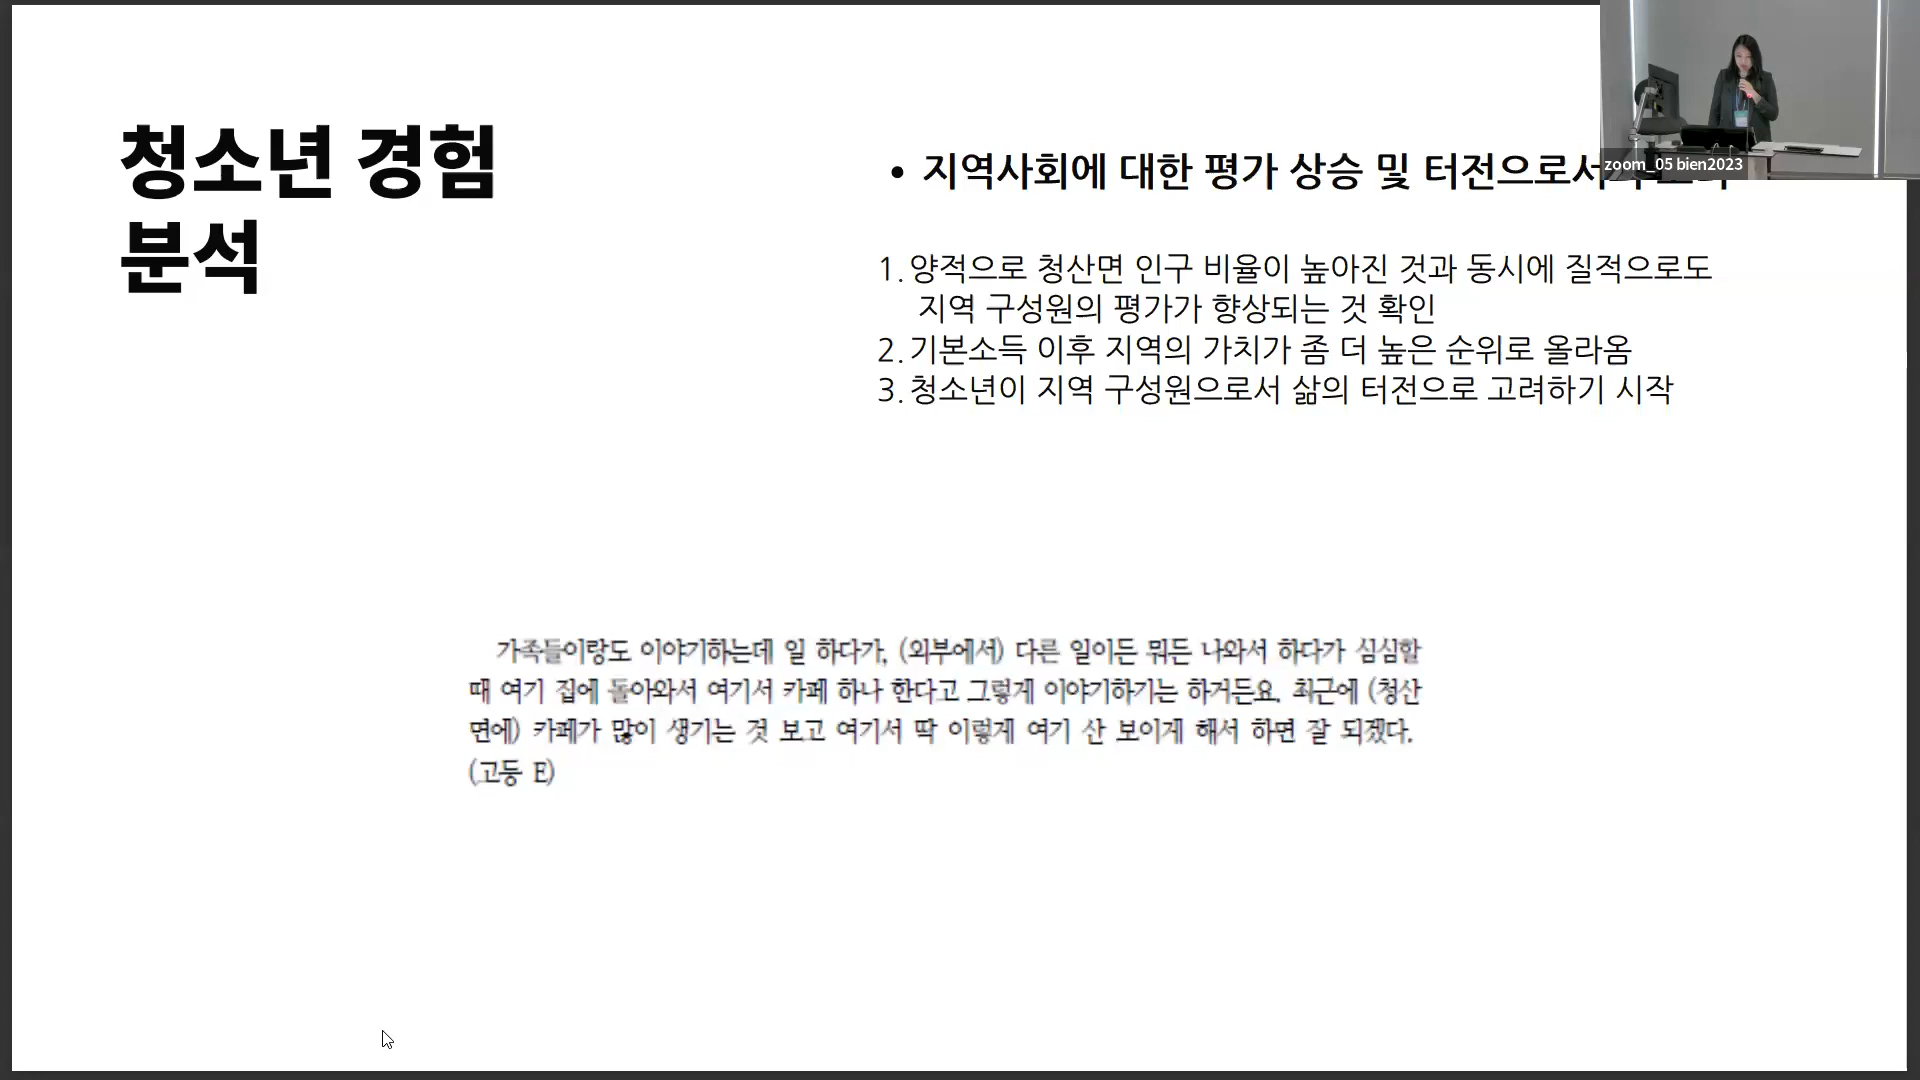 청소년 경험
분석
• 지역사회에 대한 평가 상승 및 터전으로서
1. 양적으로 청산면 인구 비율이 높아진 것과 동시에 질적으로도
지역 구성원의 평가가 향상되는 것 확인
2. 기본소득 이후 지역의 가치가 좀 더 높은 순위로 올라옴
3. 청소년이 지역 구성원으로서 삶의 터전으로 고려하기 시작
가족들이랑도 이야기하는데 일 하다가, (외부에서) 다른 일이든 뭐든 나와서 하다가 심심할
때 여기 집에 돌아와서 여기서 카페 하나 한다고 그렇게 이야기하기는 하거든요. 최근에 (청산
면에) 카페가 많이 생기는 것 보고 여기서 딱 이렇게 여기 산 보이게 해서 하면 잘 되겠다.
(고등 E)
zoom_05 bien2023